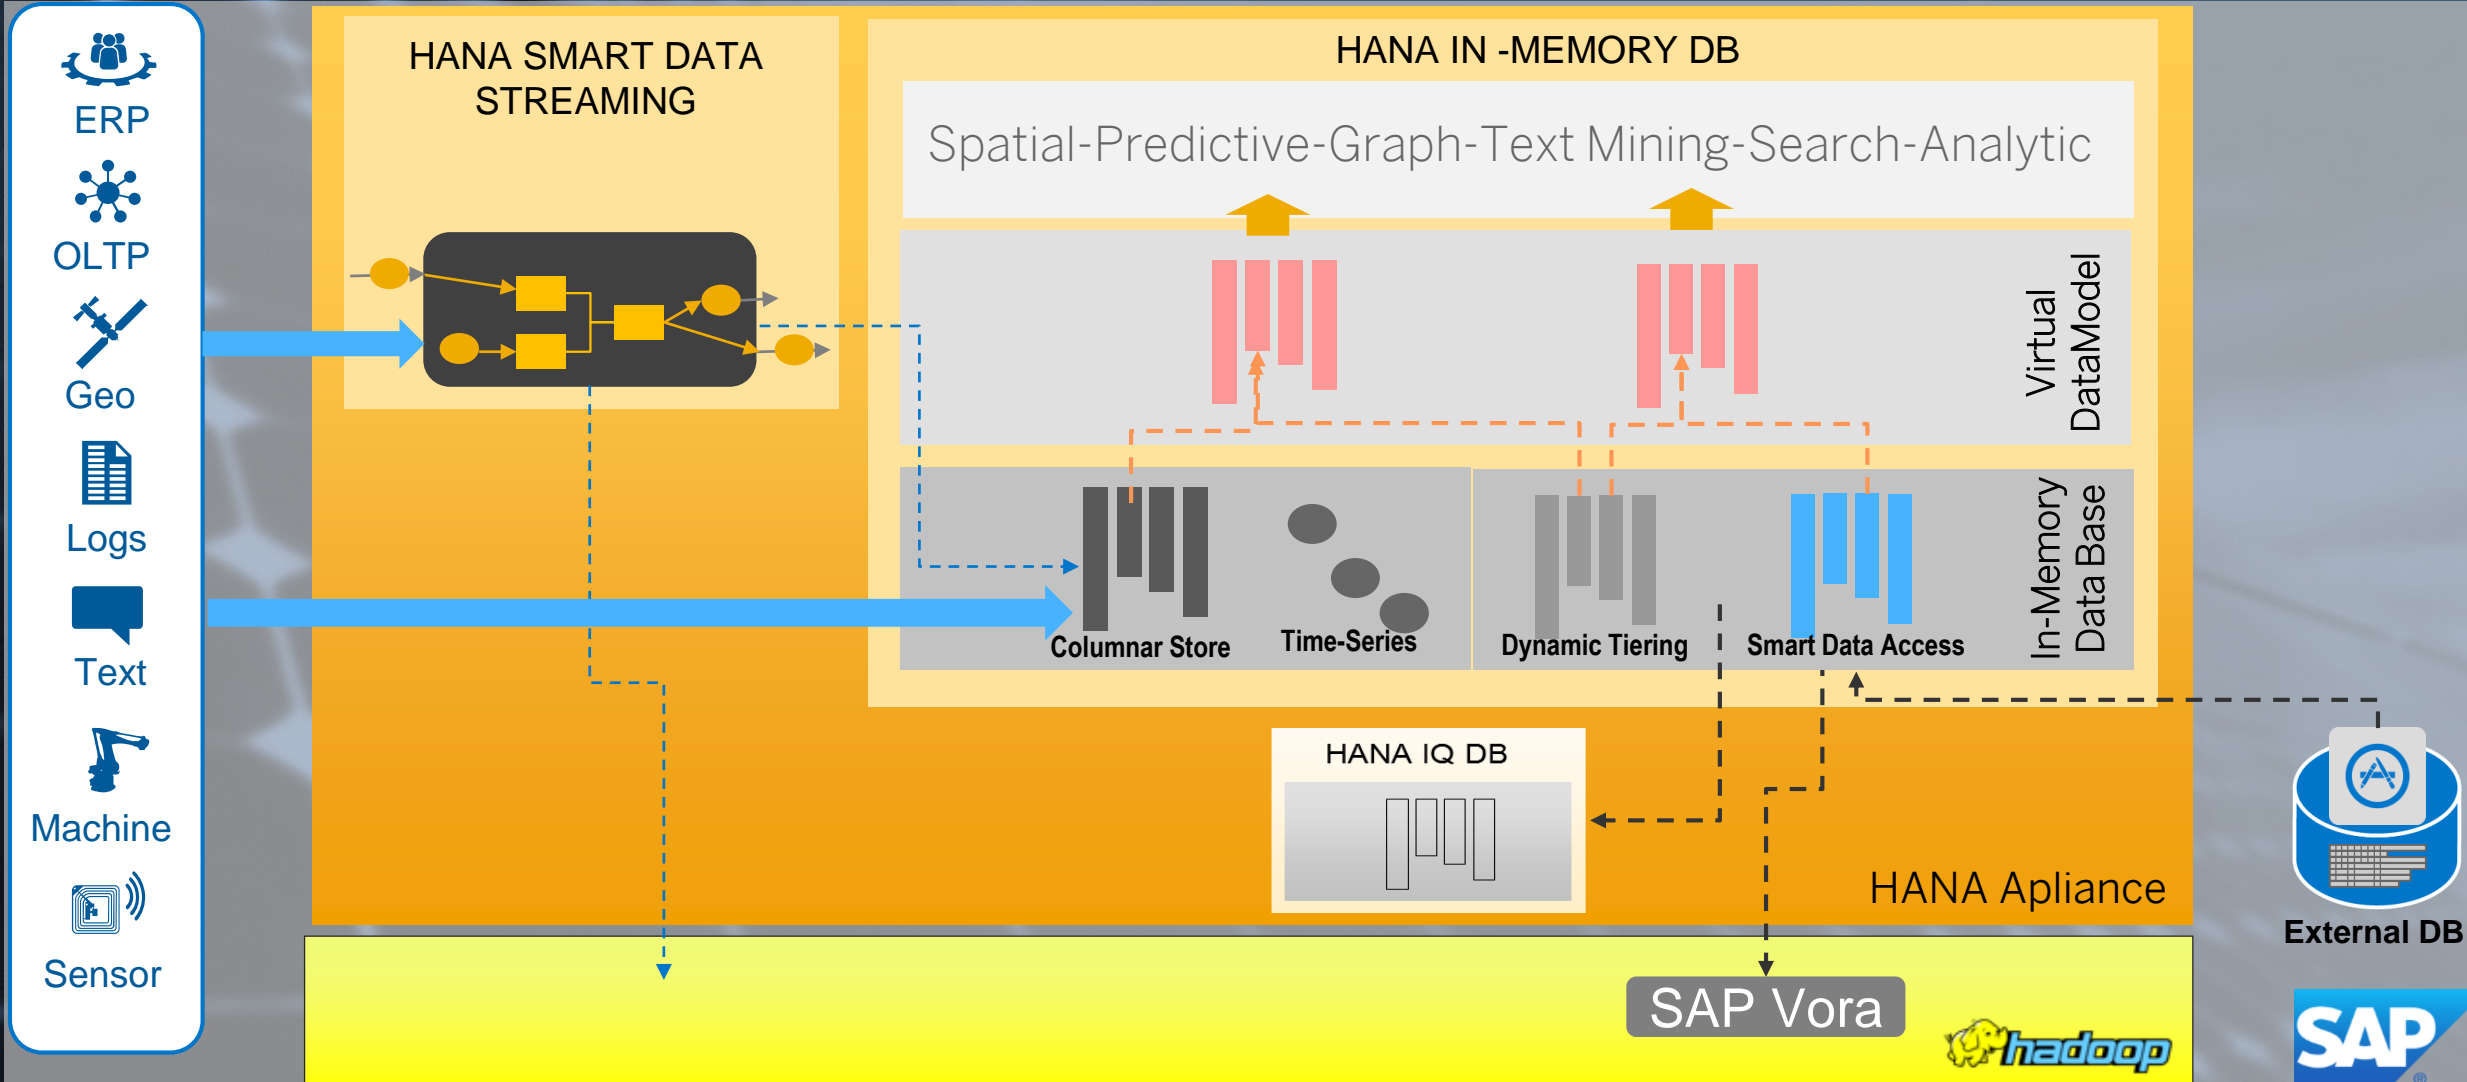 ERP
OLTP
Geo
Logs
Text
Machine
Sensor
HANA SMART DATA
STREAMING
HANA IN -MEMORY DB
Spatial-Predictive-Graph-Text Mining-Search-Analytic
Virtual
DataModel
In-Memory
Data Base
Columnar Store
Time-Series
Dynamic Tiering
Smart Data Access
HANA IQ DB
HANA Apliance
External DB
SAP Vora
hadoop
SAP
®